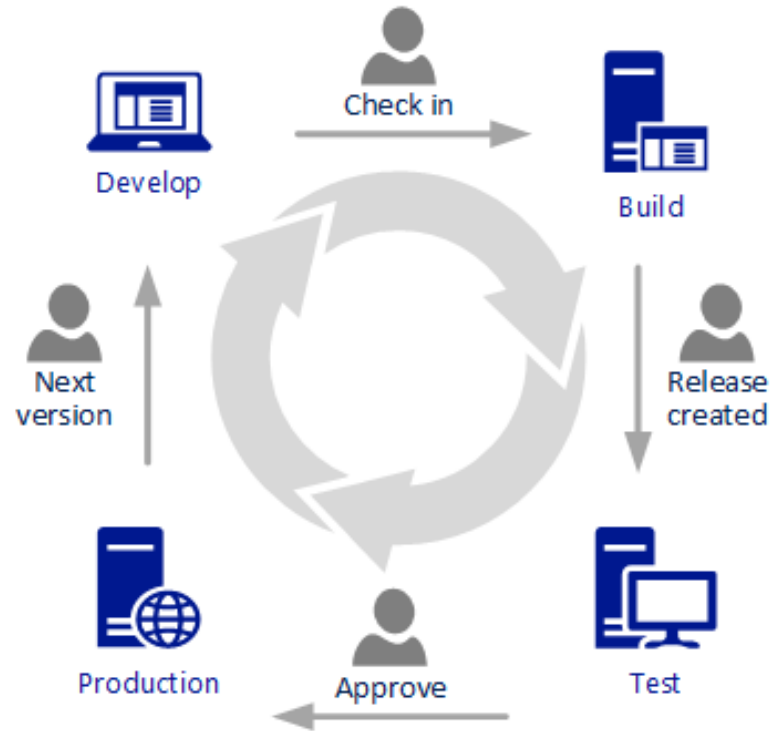 Check in
Develop
Build
Next
version
Release
created
Production
Approve
Test